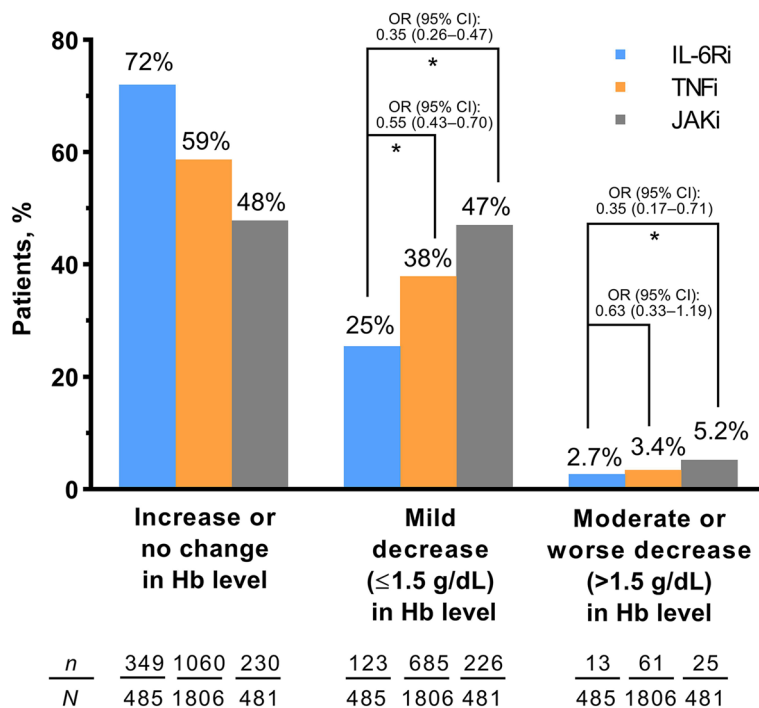 OR (95% CI):
0.35 (0.26–0.47)
*
OR (95% CI):
0.55 (0.43–0.70)
*
IL-6Ri
TNFi
JAKi
OR (95% CI):
0.35 (0.17–0.71)
*
OR (95% CI):
0.63 (0.33–1.19)
Patients, %
80
60
40
20
0
72%
59%
48%
25%
38%
47%
2.7%
3.4%
5.2%
Increase or
no change
in Hb level
Mild
decrease
(≤1.5 g/dL)
in Hb level
Moderate or
worse decrease
(>1.5 g/dL)
in Hb level
n 349 1060 230 123 685 226 13 61 25
N 485 1806 481 485 1806 481 485 1806 481